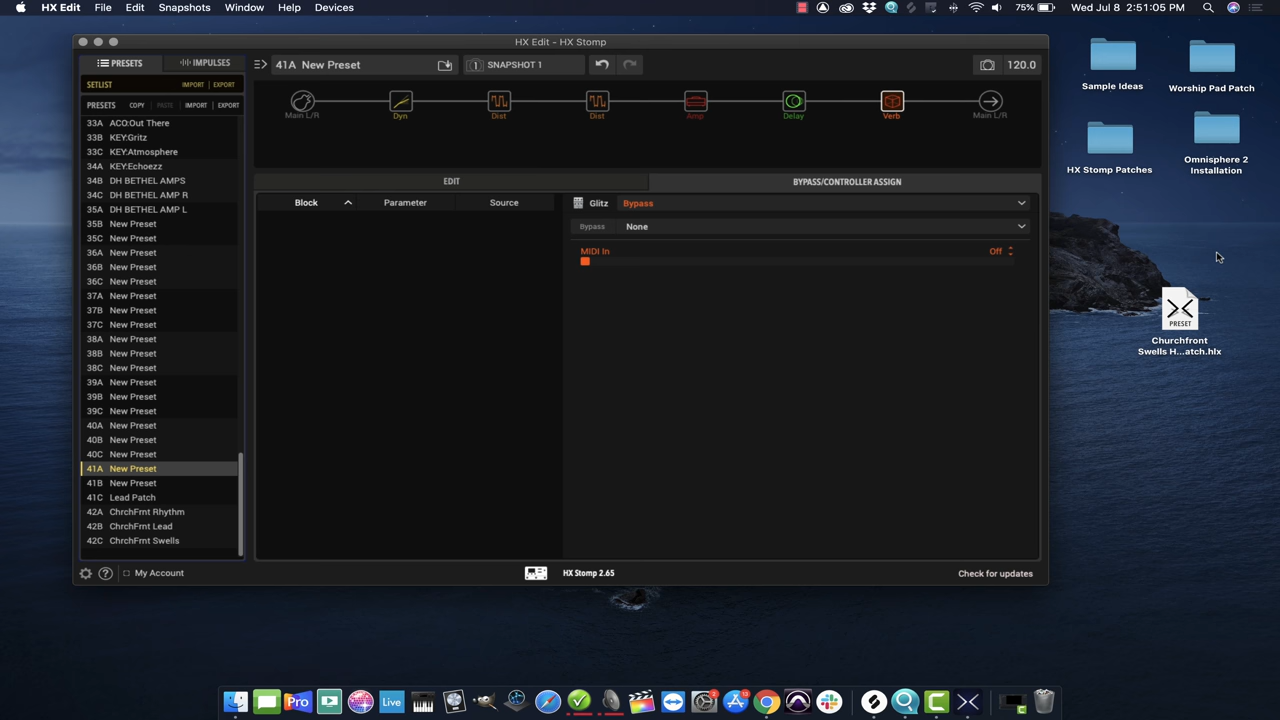 HX Edit File Edit Snapshots Window Help Devices 75% Wed Jul 8 2:51:05 PM
HX Edit - HX Stomp
PRESETS IMPULSES
SETLIST IMPORT EXPORT
PRESETS COPY PASTE IMPORT EXPORT
33A ACO:Out There
33B KEY:Gritz
33C KEY:Atmosphere
34A KEY:Echoezz
34B DH BETHEL AMPS
34C DH BETHEL AMP R
35A DH BETHEL AMP L
35B New Preset
35C New Preset
36A New Preset
36B New Preset
36C New Preset
37A New Preset
37B New Preset
37C New Preset
38A New Preset
38B New Preset
38C New Preset
39A New Preset
39B New Preset
39C New Preset
40A New Preset
40B New Preset
40C New Preset
41A New Preset
41B New Preset
41C Lead Patch
42A ChrchFrnt Rhythm
42B ChrchFrnt Lead
42C ChrchFrnt Swells
My Account
41A New Preset 1 SNAPSHOT 1 120.0
Main L/R Dyn Dist Dist Amp Delay Verb Main L/R
EDIT BYPASS/CONTROLLER ASSIGN
Block Parameter Source
Glitz Bypass
Bypass None
MIDI In Off
HX Stomp 2.65
Check for updates
Sample Ideas
Worship Pad Patch
HX Stomp Patches
Omnisphere 2
Installation
PRESET
Churchfront
Swells H...atch.hlx
Pro
Live
2
13